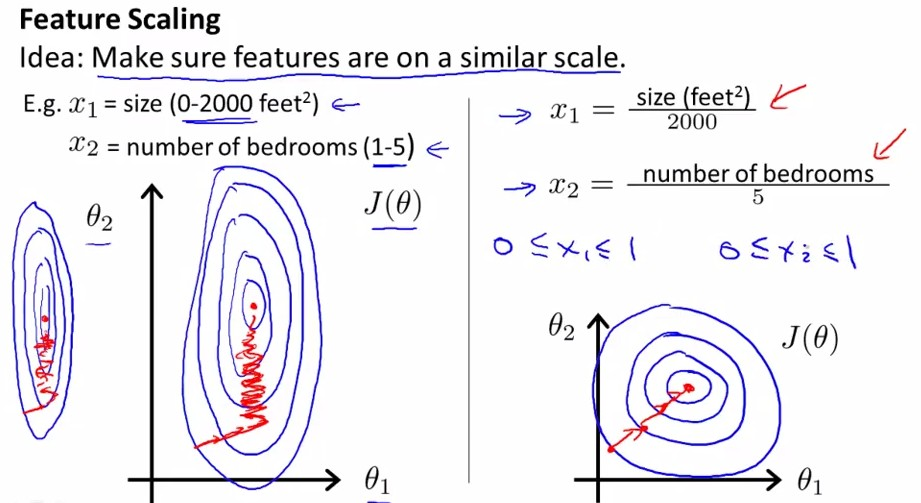 Feature Scaling
Idea: Make sure features are on a similar scale.
E.g. x₁ = size (0-2000 feet²)
x₂ = number of bedrooms (1-5)
θ₂
J(θ)
θ₁
x₁ = size (feet²) / 2000
x₂ = number of bedrooms / 5
0 ≤ x₁ ≤ 1 0 ≤ x₂ ≤ 1
θ₂
J(θ)
θ₁